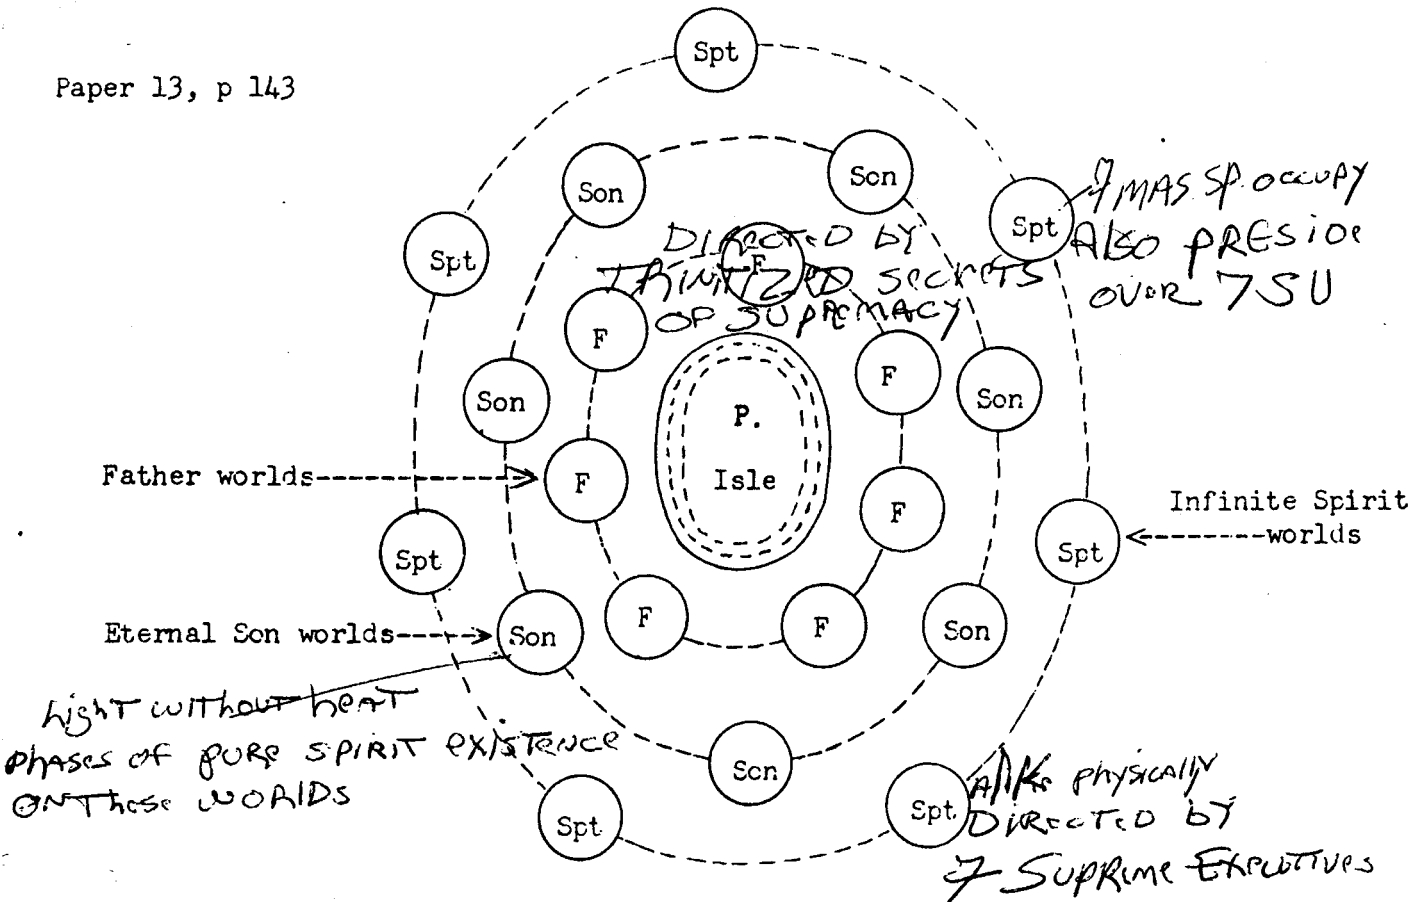 Paper 13, p 143
Spt
Son
Son
Spt
7 MAS SP. OCCUPY
Also PRESIDE
OVER 7 SU
Spt
DIRECTED BY
TRINITIZED SECRETS
OF SUPREMACY
F
F
F
Son
Son
P.
Isle
Father worlds
F
F
Infinite Spirit
worlds
Spt
Spt
Eternal Son worlds
Son
F
F
Son
Light without heat
phases of pure SPIRIT existence
ON These WORLDS
Son
Spt
Spt
Alike physically
DIRECTED BY
7 SUPREME EXECUTIVES